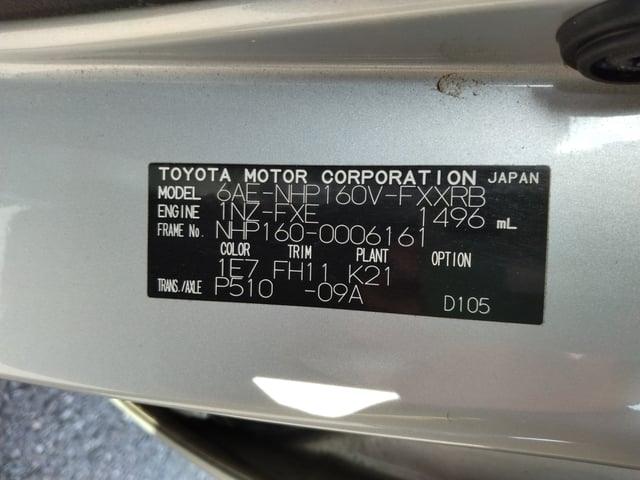 TOYOTA MOTOR CORPORATION JAPAN
MODEL 6AE-NHP160V-FXXRB
ENGINE 1NZ-FXE 1496 mL
FRAME No. NHP160-0006161
COLOR TRIM PLANT OPTION
1E7 FH11 K21
TRANS./AXLE P510 -09A
D105